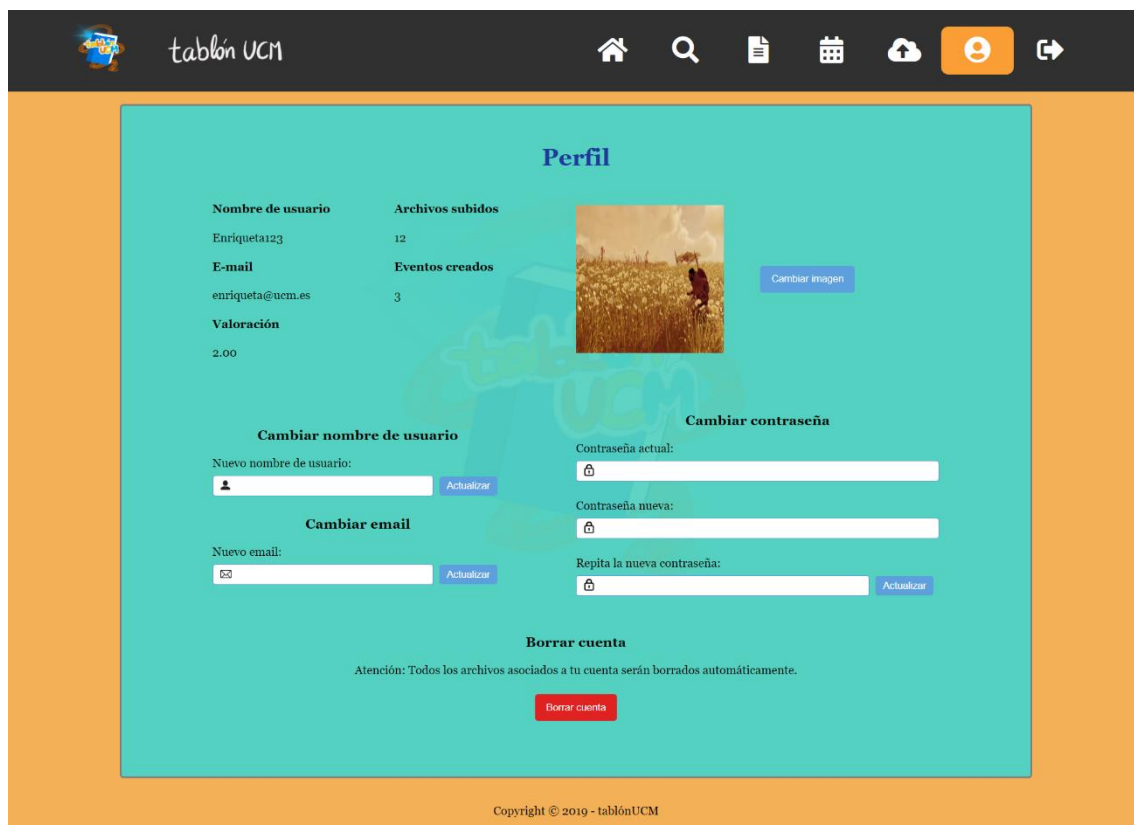 tablón UCM
Perfil
Nombre de usuario
Archivos subidos
Enriqueta123
12
E-mail
Eventos creados
enriqueta@ucm.es
3
Valoración
2.00
Cambiar imagen
tablón
UCM
Cambiar nombre de usuario
Nuevo nombre de usuario:
Actualizar
Cambiar email
Nuevo email:
Actualizar
Cambiar contraseña
Contraseña actual:
Contraseña nueva:
Repita la nueva contraseña:
Actualizar
Borrar cuenta
Atención: Todos los archivos asociados a tu cuenta serán borrados automáticamente.
Borrar cuenta
Copyright © 2019 - tablónUCM